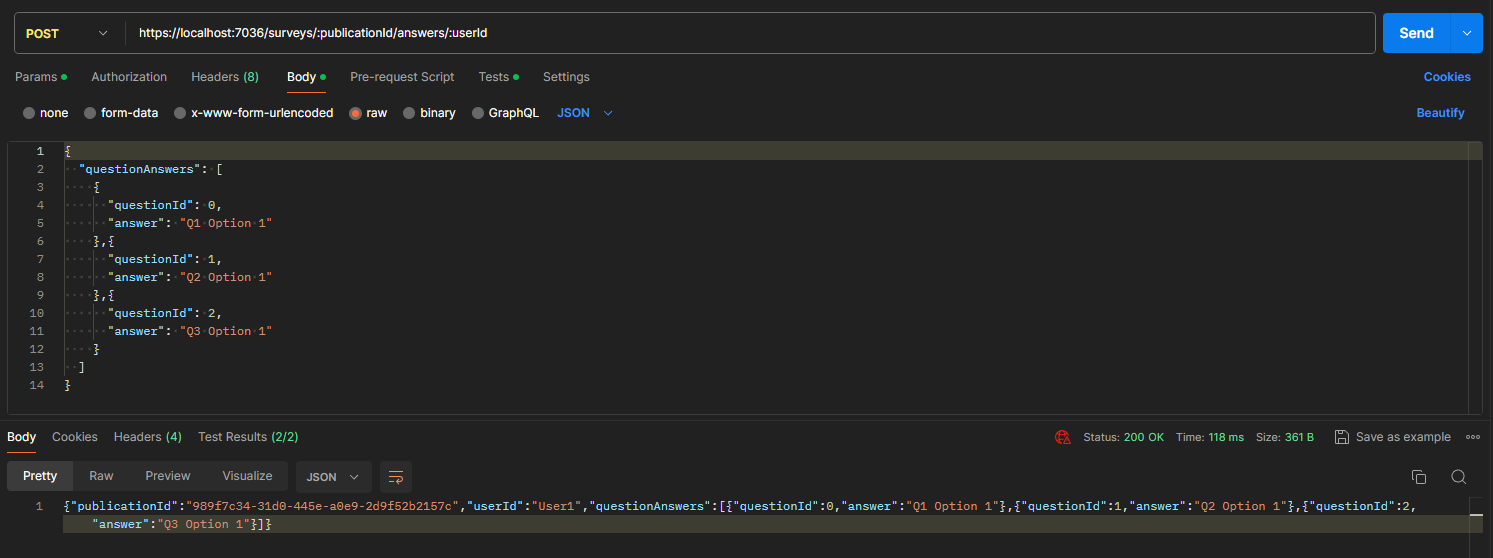 POST https://localhost:7036/surveys/:publicationId/answers/:userId Send
Params Authorization Headers (8) Body Pre-request Script Tests Settings Cookies
none form-data x-www-form-urlencoded raw binary GraphQL JSON Beautify
1 {
2 "questionAnswers": [
3 {
4 "questionId": 0,
5 "answer": "Q1 Option 1"
6 },{
7 "questionId": 1,
8 "answer": "Q2 Option 1"
9 },{
10 "questionId": 2,
11 "answer": "Q3 Option 1"
12 }
13 ]
14 }
Body Cookies Headers (4) Test Results (2/2) Status: 200 OK Time: 118 ms Size: 361 B Save as example
Pretty Raw Preview Visualize JSON
1 {"publicationId":"989f7c34-31d0-445e-a0e9-2d9f52b2157c","userId":"User1","questionAnswers":[{"questionId":0,"answer":"Q1 Option 1"},{"questionId":1,"answer":"Q2 Option 1"},{"questionId":2,
"answer":"Q3 Option 1"}]}